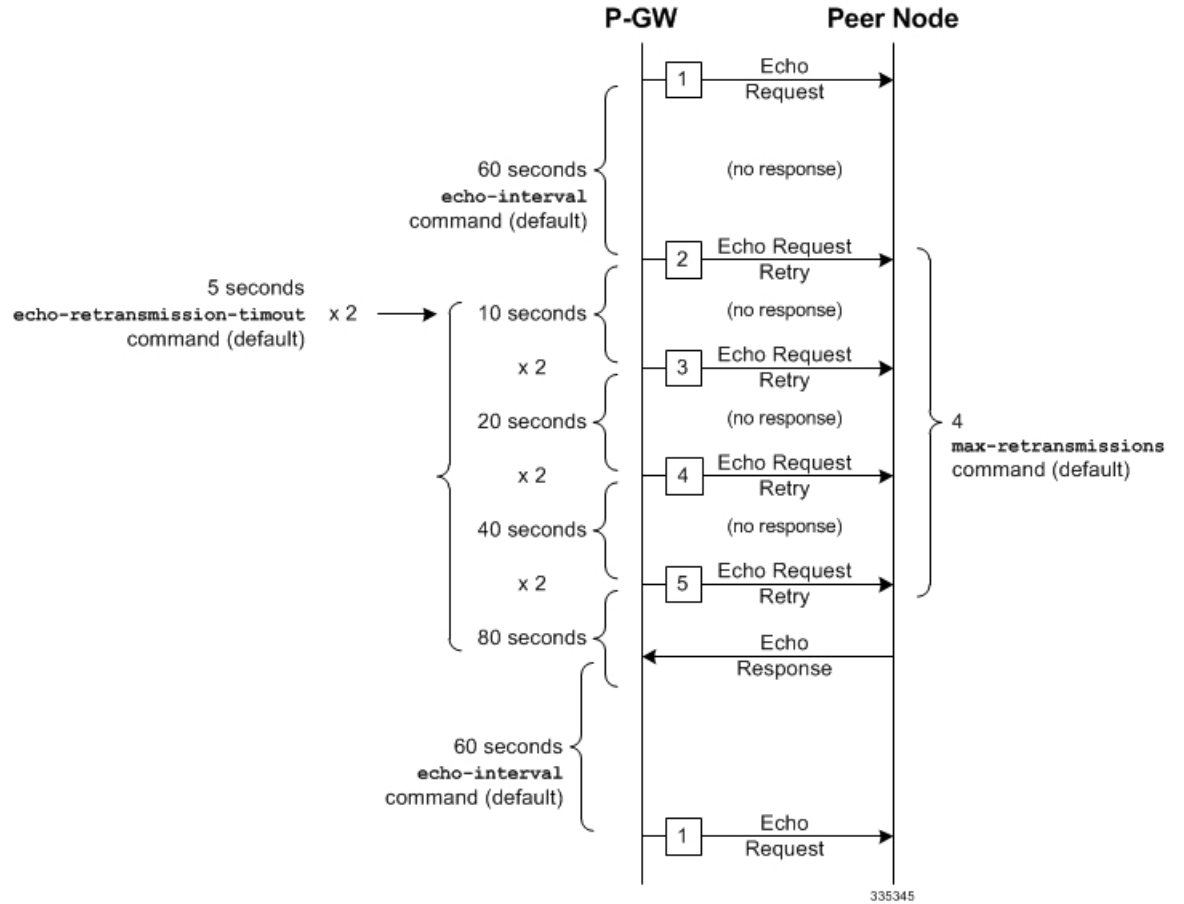 P-GW
Peer Node
1
Echo
Request
60 seconds
echo-interval
command (default)
(no response)
2
Echo Request
Retry
5 seconds
echo-retransmission-timout
command (default)
x 2
10 seconds
(no response)
x 2
3
Echo Request
Retry
20 seconds
(no response)
4
max-retransmissions
command (default)
x 2
4
Echo Request
Retry
40 seconds
(no response)
x 2
5
Echo Request
Retry
80 seconds
Echo
Response
60 seconds
echo-interval
command (default)
1
Echo
Request
335345